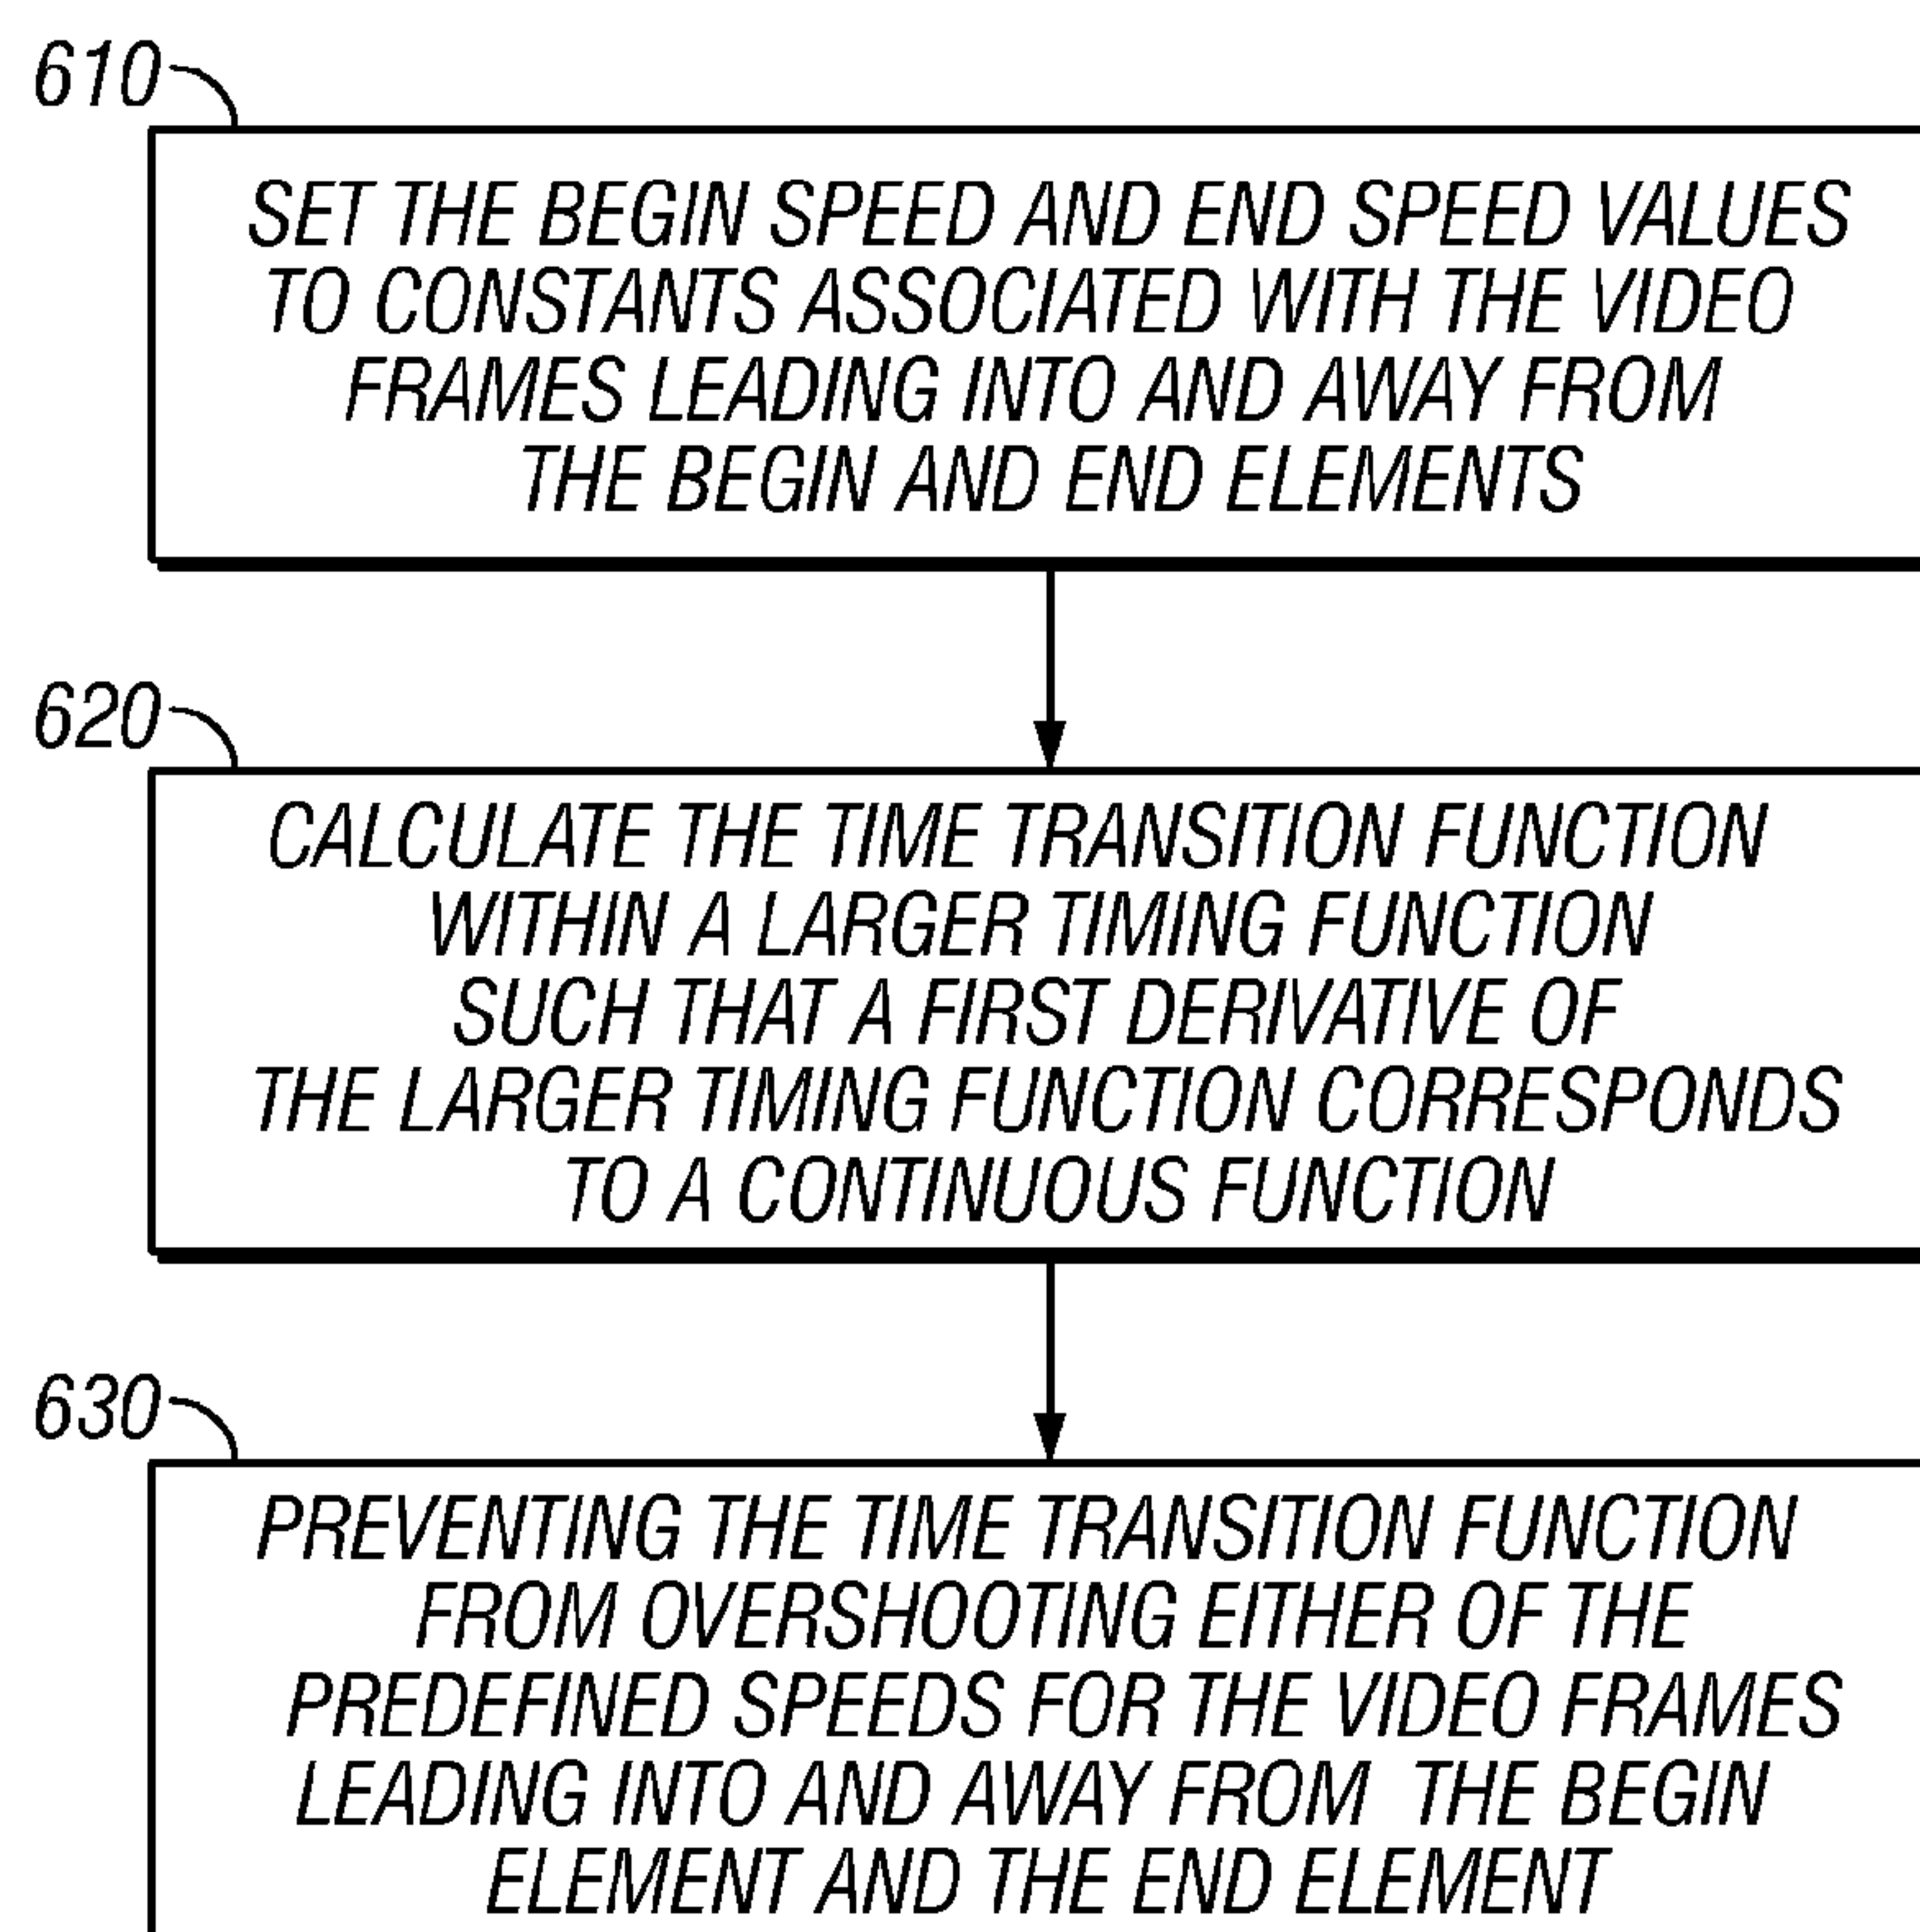 610
SET THE BEGIN SPEED AND END SPEED VALUES
TO CONSTANTS ASSOCIATED WITH THE VIDEO
FRAMES LEADING INTO AND AWAY FROM
THE BEGIN AND END ELEMENTS
620
CALCULATE THE TIME TRANSITION FUNCTION
WITHIN A LARGER TIMING FUNCTION
SUCH THAT A FIRST DERIVATIVE OF
THE LARGER TIMING FUNCTION CORRESPONDS
TO A CONTINUOUS FUNCTION
630
PREVENTING THE TIME TRANSITION FUNCTION
FROM OVERSHOOTING EITHER OF THE
PREDEFINED SPEEDS FOR THE VIDEO FRAMES
LEADING INTO AND AWAY FROM THE BEGIN
ELEMENT AND THE END ELEMENT